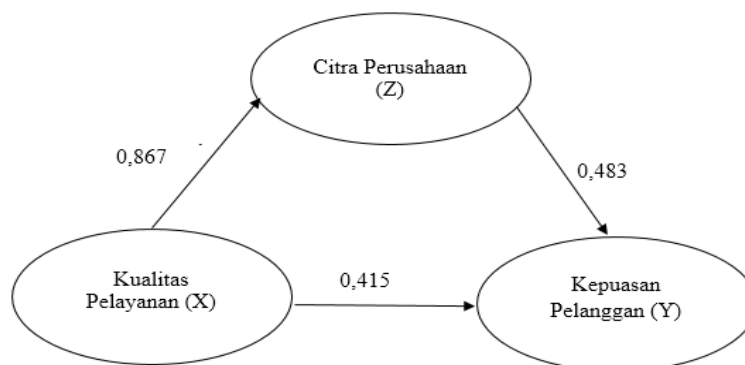 Citra Perusahaan
(Z)
0,867
0,483
Kualitas
Pelayanan (X)
0,415
Kepuasan
Pelanggan (Y)